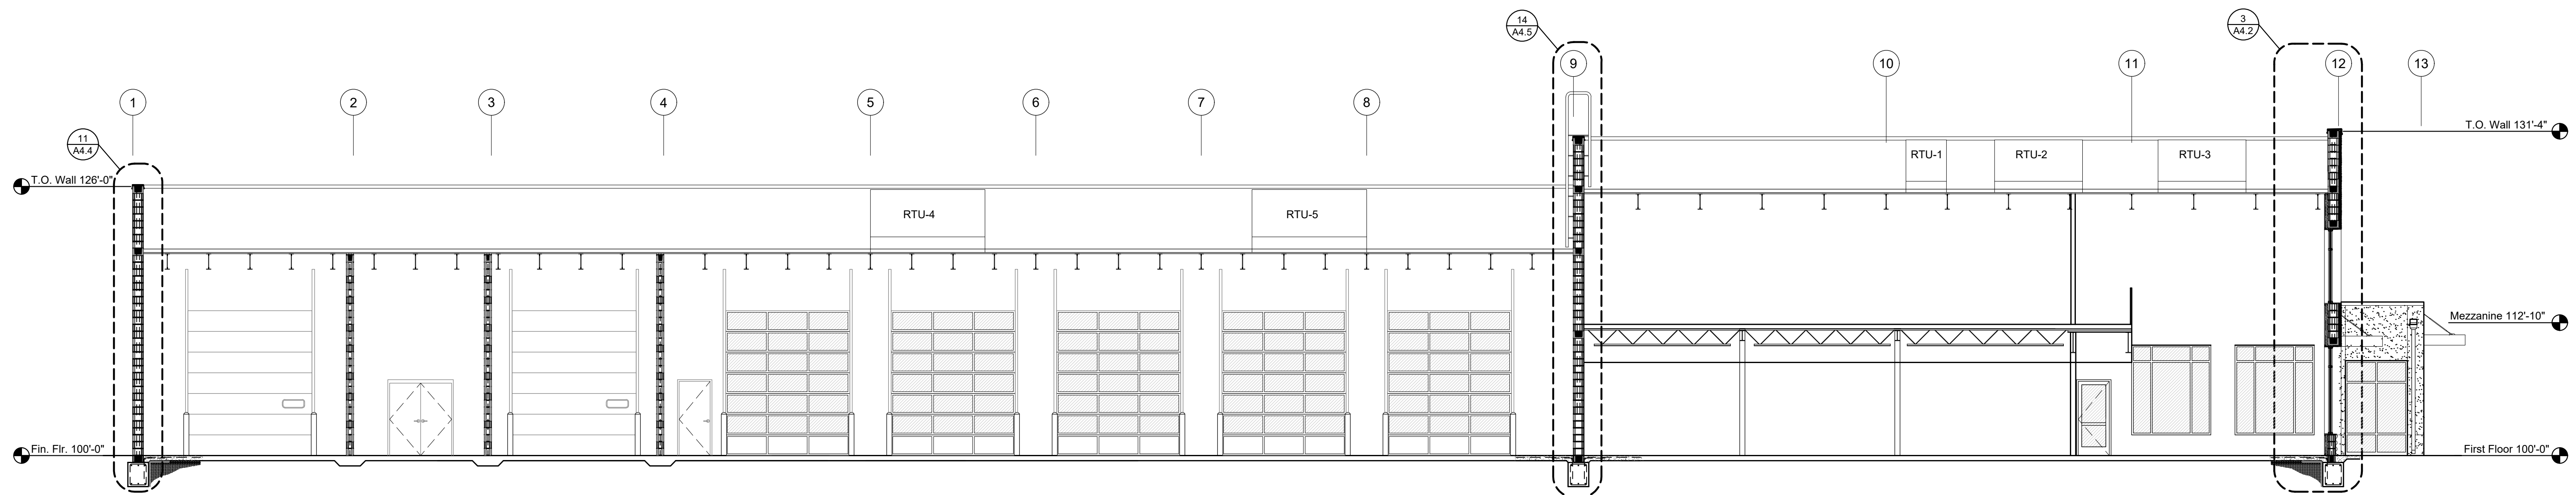 14
A4.5
3
A4.2
9
10
11
12
13
1
2
3
4
5
6
7
8
T.O. Wall 131'-4"
11
A4.4
RTU-1
RTU-2
RTU-3
T.O. Wall 126'-0"
RTU-4
RTU-5
Mezzanine 112'-10"
Fin. Flr. 100'-0"
First Floor 100'-0"